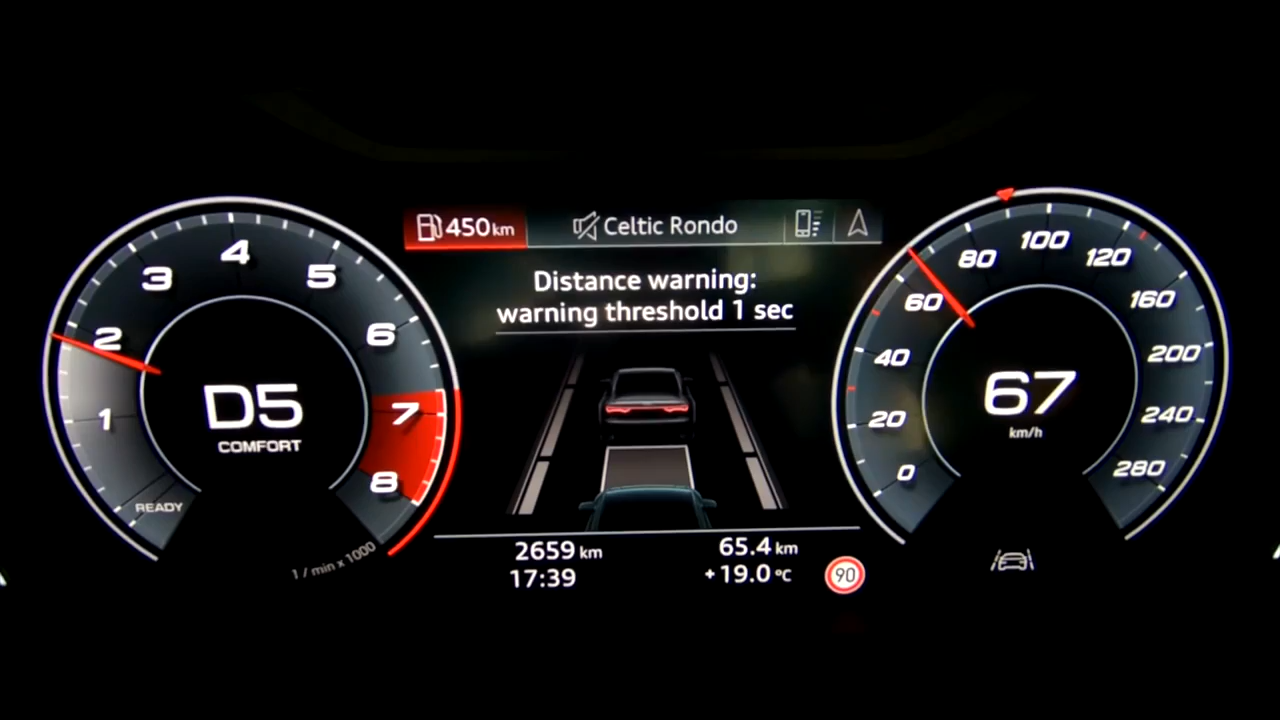 450 km
Celtic Rondo
Distance warning:
warning threshold 1 sec
1
2
3
4
5
6
7
8
READY
D5
COMFORT
1 / min x 1000
0
20
40
60
80
100
120
160
200
240
280
67
km/h
2659 km
65.4 km
17:39
+19.0 °C
90